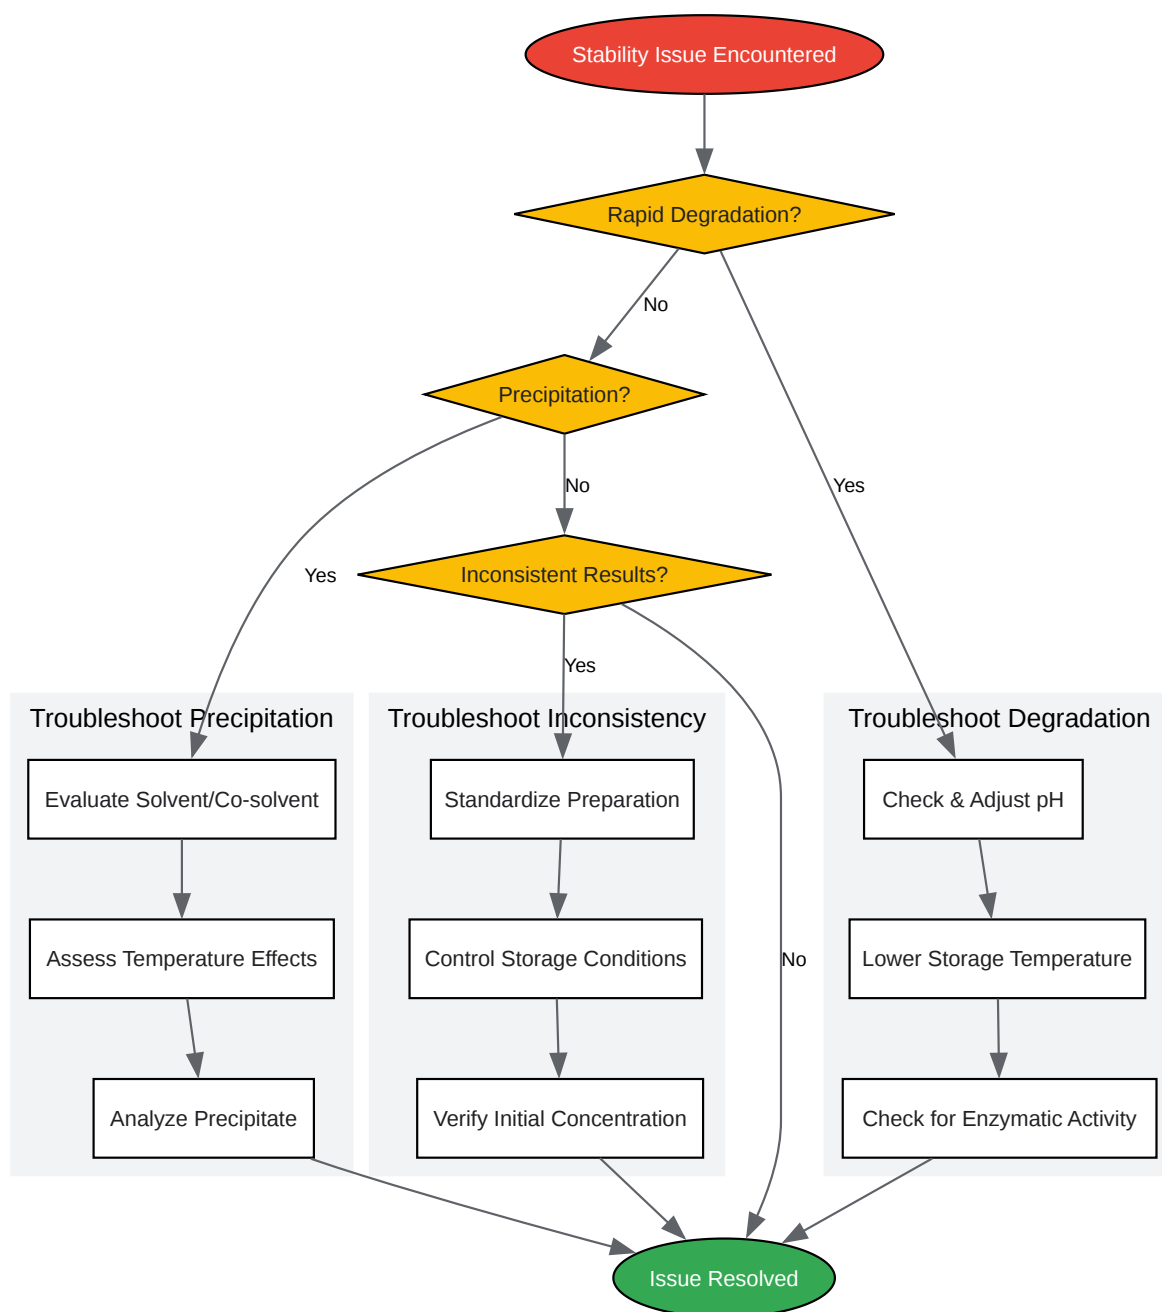 Stability Issue Encountered
Rapid Degradation?
No
Precipitation?
No
Yes
Yes
Inconsistent Results?
Yes
Troubleshoot Precipitation
Troubleshoot Inconsistency
Troubleshoot Degradation
Evaluate Solvent/Co-solvent
Standardize Preparation
Check & Adjust pH
Assess Temperature Effects
Control Storage Conditions
No
Lower Storage Temperature
Analyze Precipitate
Verify Initial Concentration
Check for Enzymatic Activity
Issue Resolved